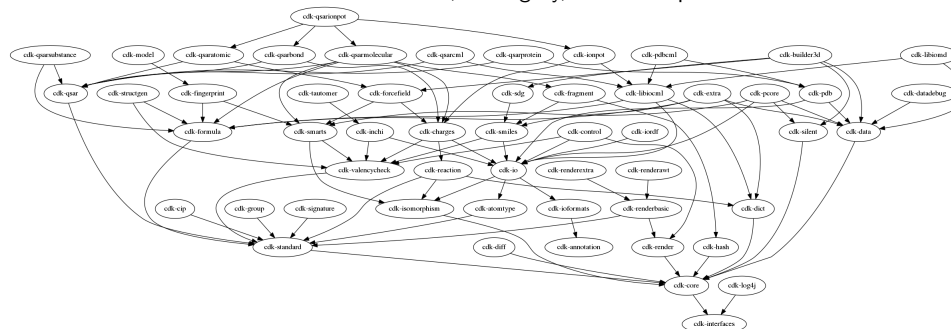 cdk-qsarionpot
cdk-qsarsubstance
cdk-model
cdk-qsaratomic
cdk-qsarbond
cdk-qsarmolecular
cdk-qsarcml
cdk-qsarprotein
cdk-ionpot
cdk-pdbcml
cdk-builder3d
cdk-libiomd
cdk-qsar
cdk-structgen
cdk-fingerprint
cdk-tautomer
cdk-forcefield
cdk-sdg
cdk-fragment
cdk-libiocml
cdk-extra
cdk-pcore
cdk-pdb
cdk-datadebug
cdk-formula
cdk-smarts
cdk-inchi
cdk-charges
cdk-smiles
cdk-control
cdk-iordf
cdk-silent
cdk-data
cdk-valencycheck
cdk-reaction
cdk-io
cdk-renderextra
cdk-renderawt
cdk-cip
cdk-group
cdk-signature
cdk-isomorphism
cdk-atomtype
cdk-ioformats
cdk-renderbasic
cdk-dict
cdk-standard
cdk-diff
cdk-annotation
cdk-render
cdk-hash
cdk-core
cdk-log4j
cdk-interfaces